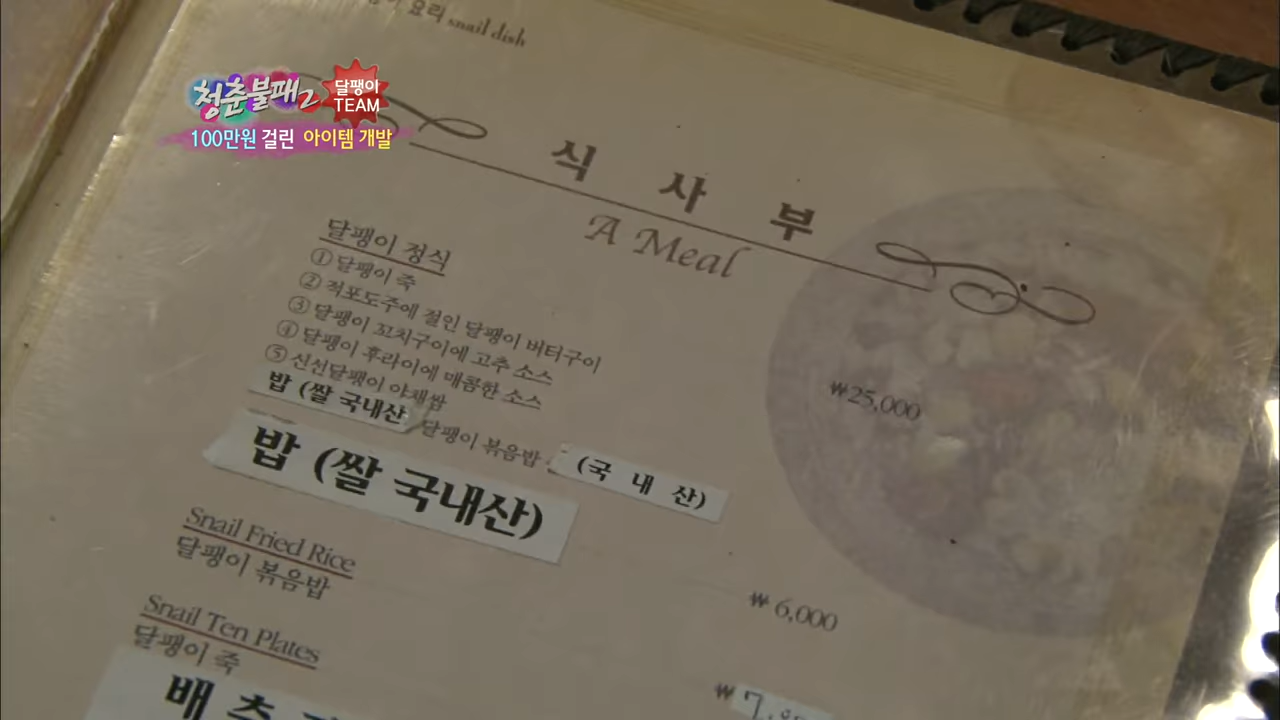 요리 snail dish
청춘불패2
달팽이
TEAM
100만원 걸린 아이템 개발
식 사 부
A Meal
달팽이 정식
① 달팽이 죽
② 적포도주에 절인 달팽이 버터구이
③ 달팽이 꼬치구이에 고추 소스
④ 달팽이 후라이에 매콤한 소스
⑤ 신선달팽이 야채쌈
₩25,000
밥 (쌀 국내산 달팽이 볶음밥 (국 내 산)
밥 (쌀 국내산)
Snail Fried Rice
달팽이 볶음밥
₩6,000
Snail Ten Plates
달팽이 죽
₩7,
배 추